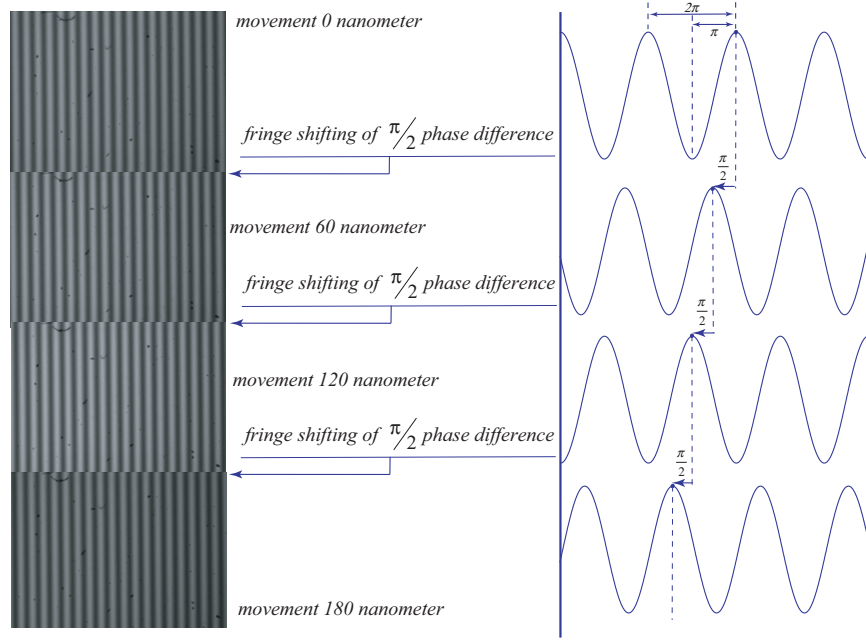 movement 0 nanometer
2π
π
fringe shifting of π/2 phase difference
π/2
movement 60 nanometer
fringe shifting of π/2 phase difference
π/2
movement 120 nanometer
fringe shifting of π/2 phase difference
π/2
movement 180 nanometer